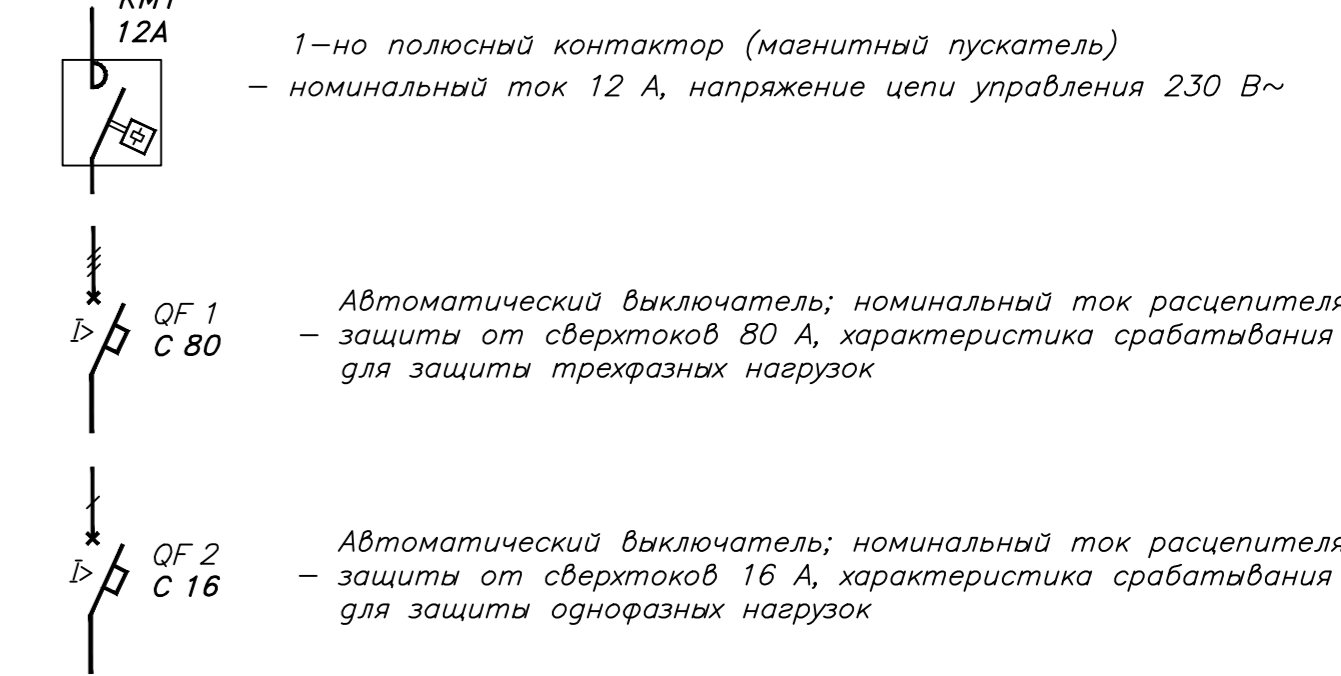 КМ1
12А
1-но полюсный контактор (магнитный пускатель)
- номинальный ток 12 А, напряжение цепи управления 230 В~
QF 1
C 80
I>
Автоматический выключатель; номинальный ток расцепителя
- защиты от сверхтоков 80 А, характеристика срабатывания
для защиты трехфазных нагрузок
QF 2
C 16
I>
Автоматический выключатель; номинальный ток расцепителя
- защиты от сверхтоков 16 А, характеристика срабатывания
для защиты однофазных нагрузок